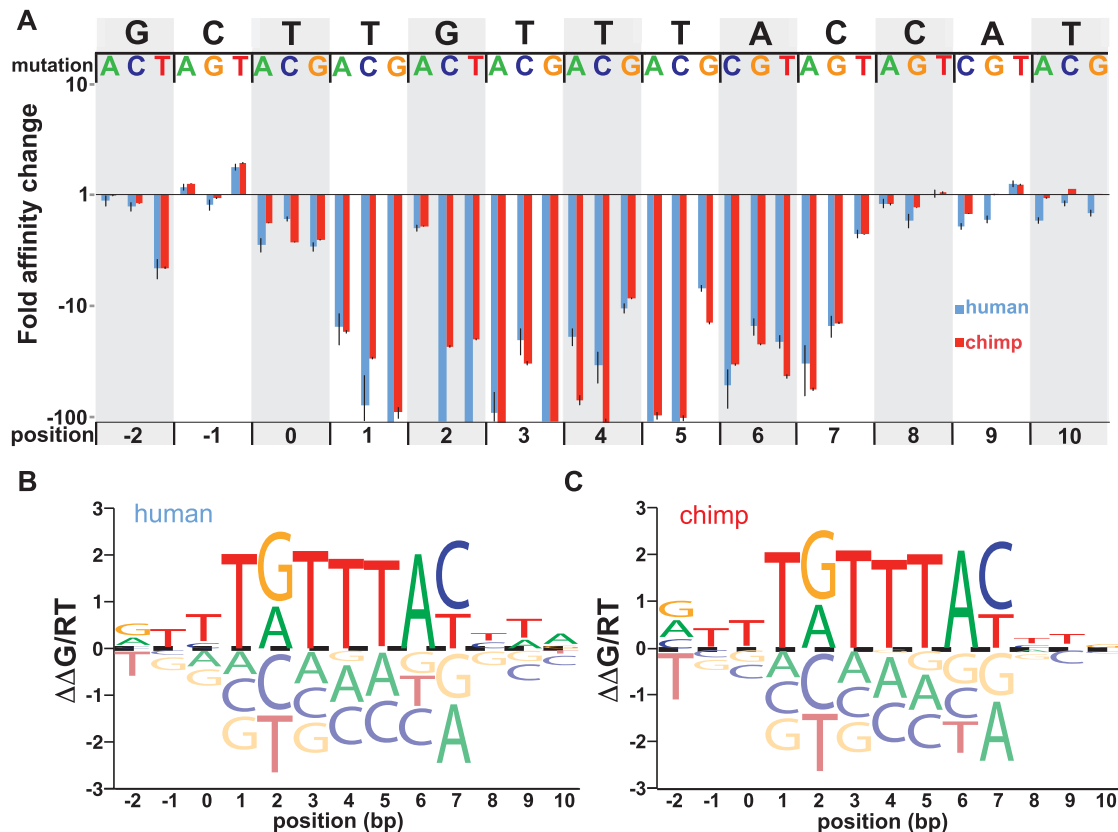 A
G C T T G T T T A C C A T
mutation A C T A G T A C G A C G A C T A C G A C G A C G C G T A G T A G T C G T A C G
10
1
-10
-100
Fold affinity change
human
chimp
position -2 -1 0 1 2 3 4 5 6 7 8 9 10
B
human
3
2
1
0
-1
-2
-3
ΔΔG/RT
-2 -1 0 1 2 3 4 5 6 7 8 9 10
position (bp)
C
chimp
3
2
1
0
-1
-2
-3
ΔΔG/RT
-2 -1 0 1 2 3 4 5 6 7 8 9 10
position (bp)